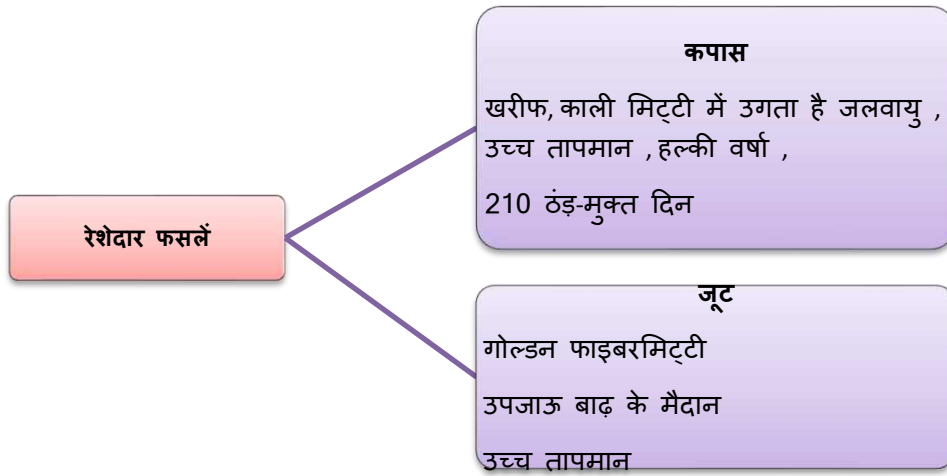 रेशेदार फसलें
कपास
खरीफ, काली मिट्टी में उगता है जलवायु ,
उच्च तापमान , हल्की वर्षा ,
210 ठंड़-मुक्त दिन
जूट
गोल्डन फाइबरमिट्टी
उपजाऊ बाढ़ के मैदान
उच्च तापमान